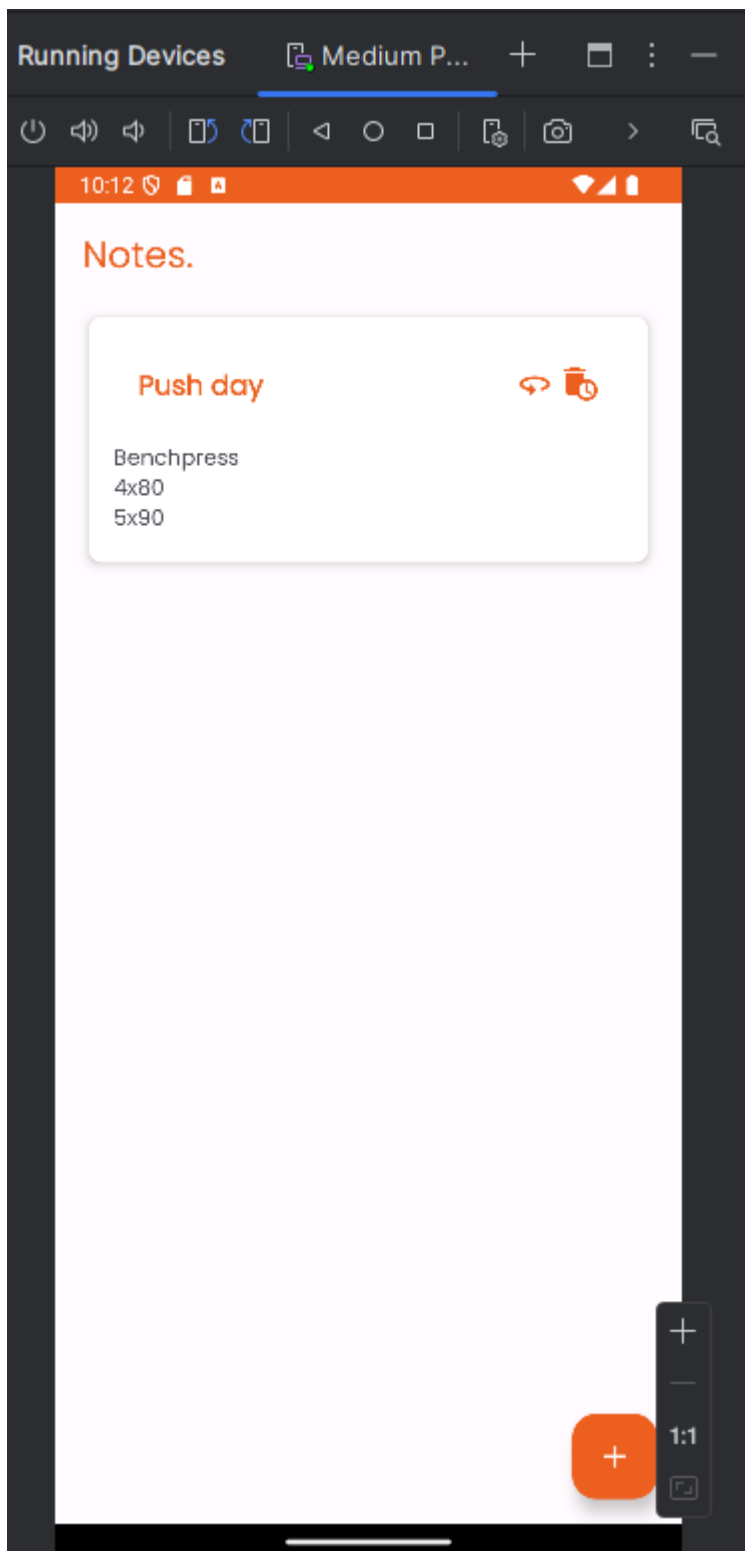 Running Devices Medium P...
10:12
Notes.
Push day
Benchpress
4x80
5x90
1:1